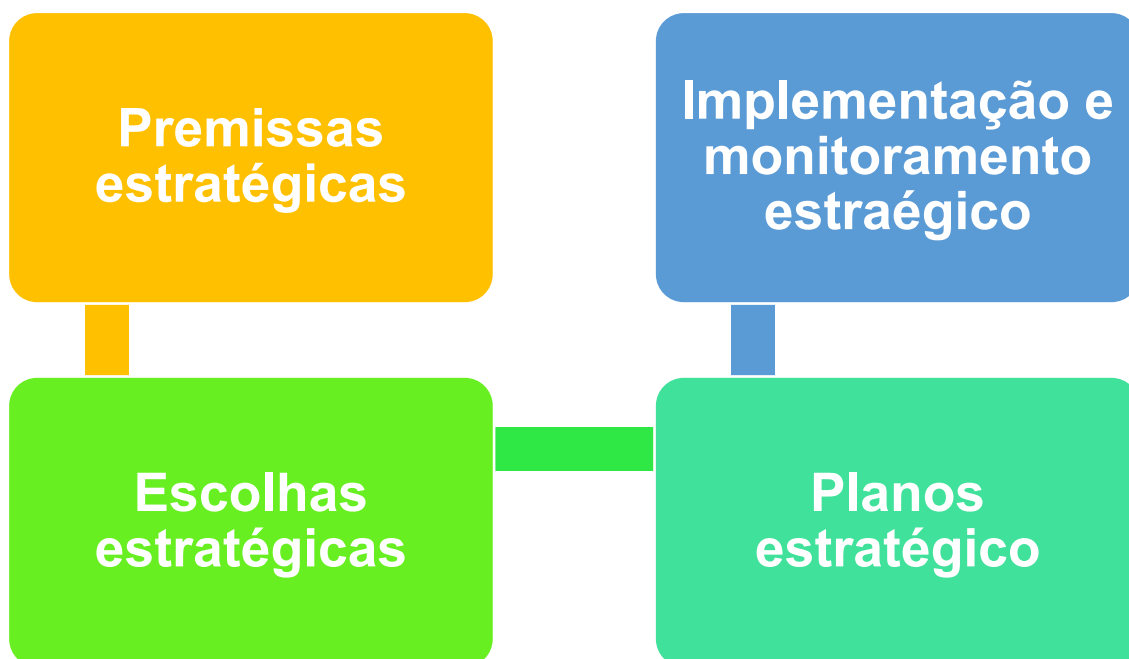 Premissas
estratégicas
Escolhas
estratégicas
Planos
estratégico
Implementação e
monitoramento
estraégico